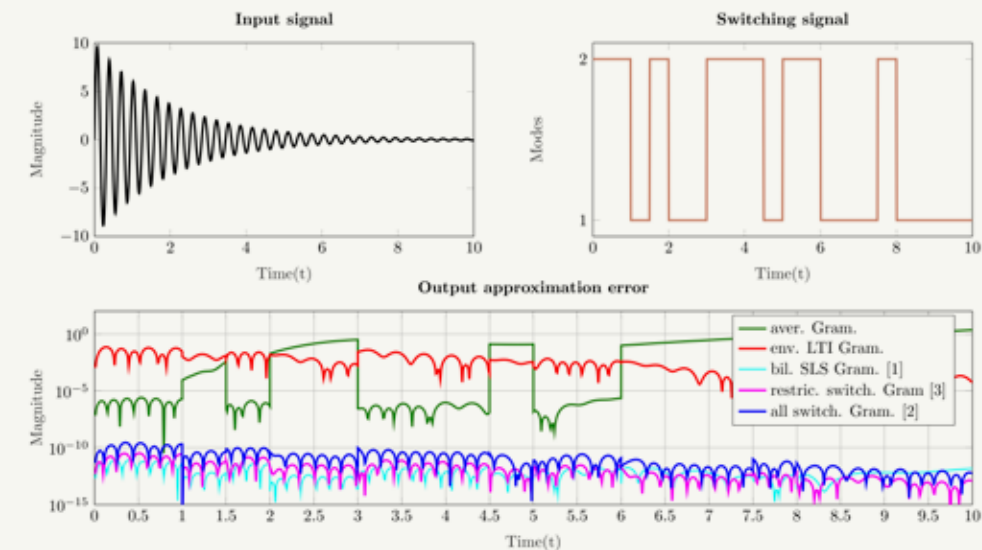 Input signal
Magnitude
10
5
0
−5
−10
0 2 4 6 8 10
Time(t)
Switching signal
Modes
2
1
0 2 4 6 8 10
Time(t)
Output approximation error
Magnitude
10^0
10^−5
10^−10
10^−15
aver. Gram.
env. LTI Gram.
bil. SLS Gram. [1]
restric. switch. Gram [3]
all switch. Gram. [2]
0 0.5 1 1.5 2 2.5 3 3.5 4 4.5 5 5.5 6 6.5 7 7.5 8 8.5 9 9.5 10
Time(t)